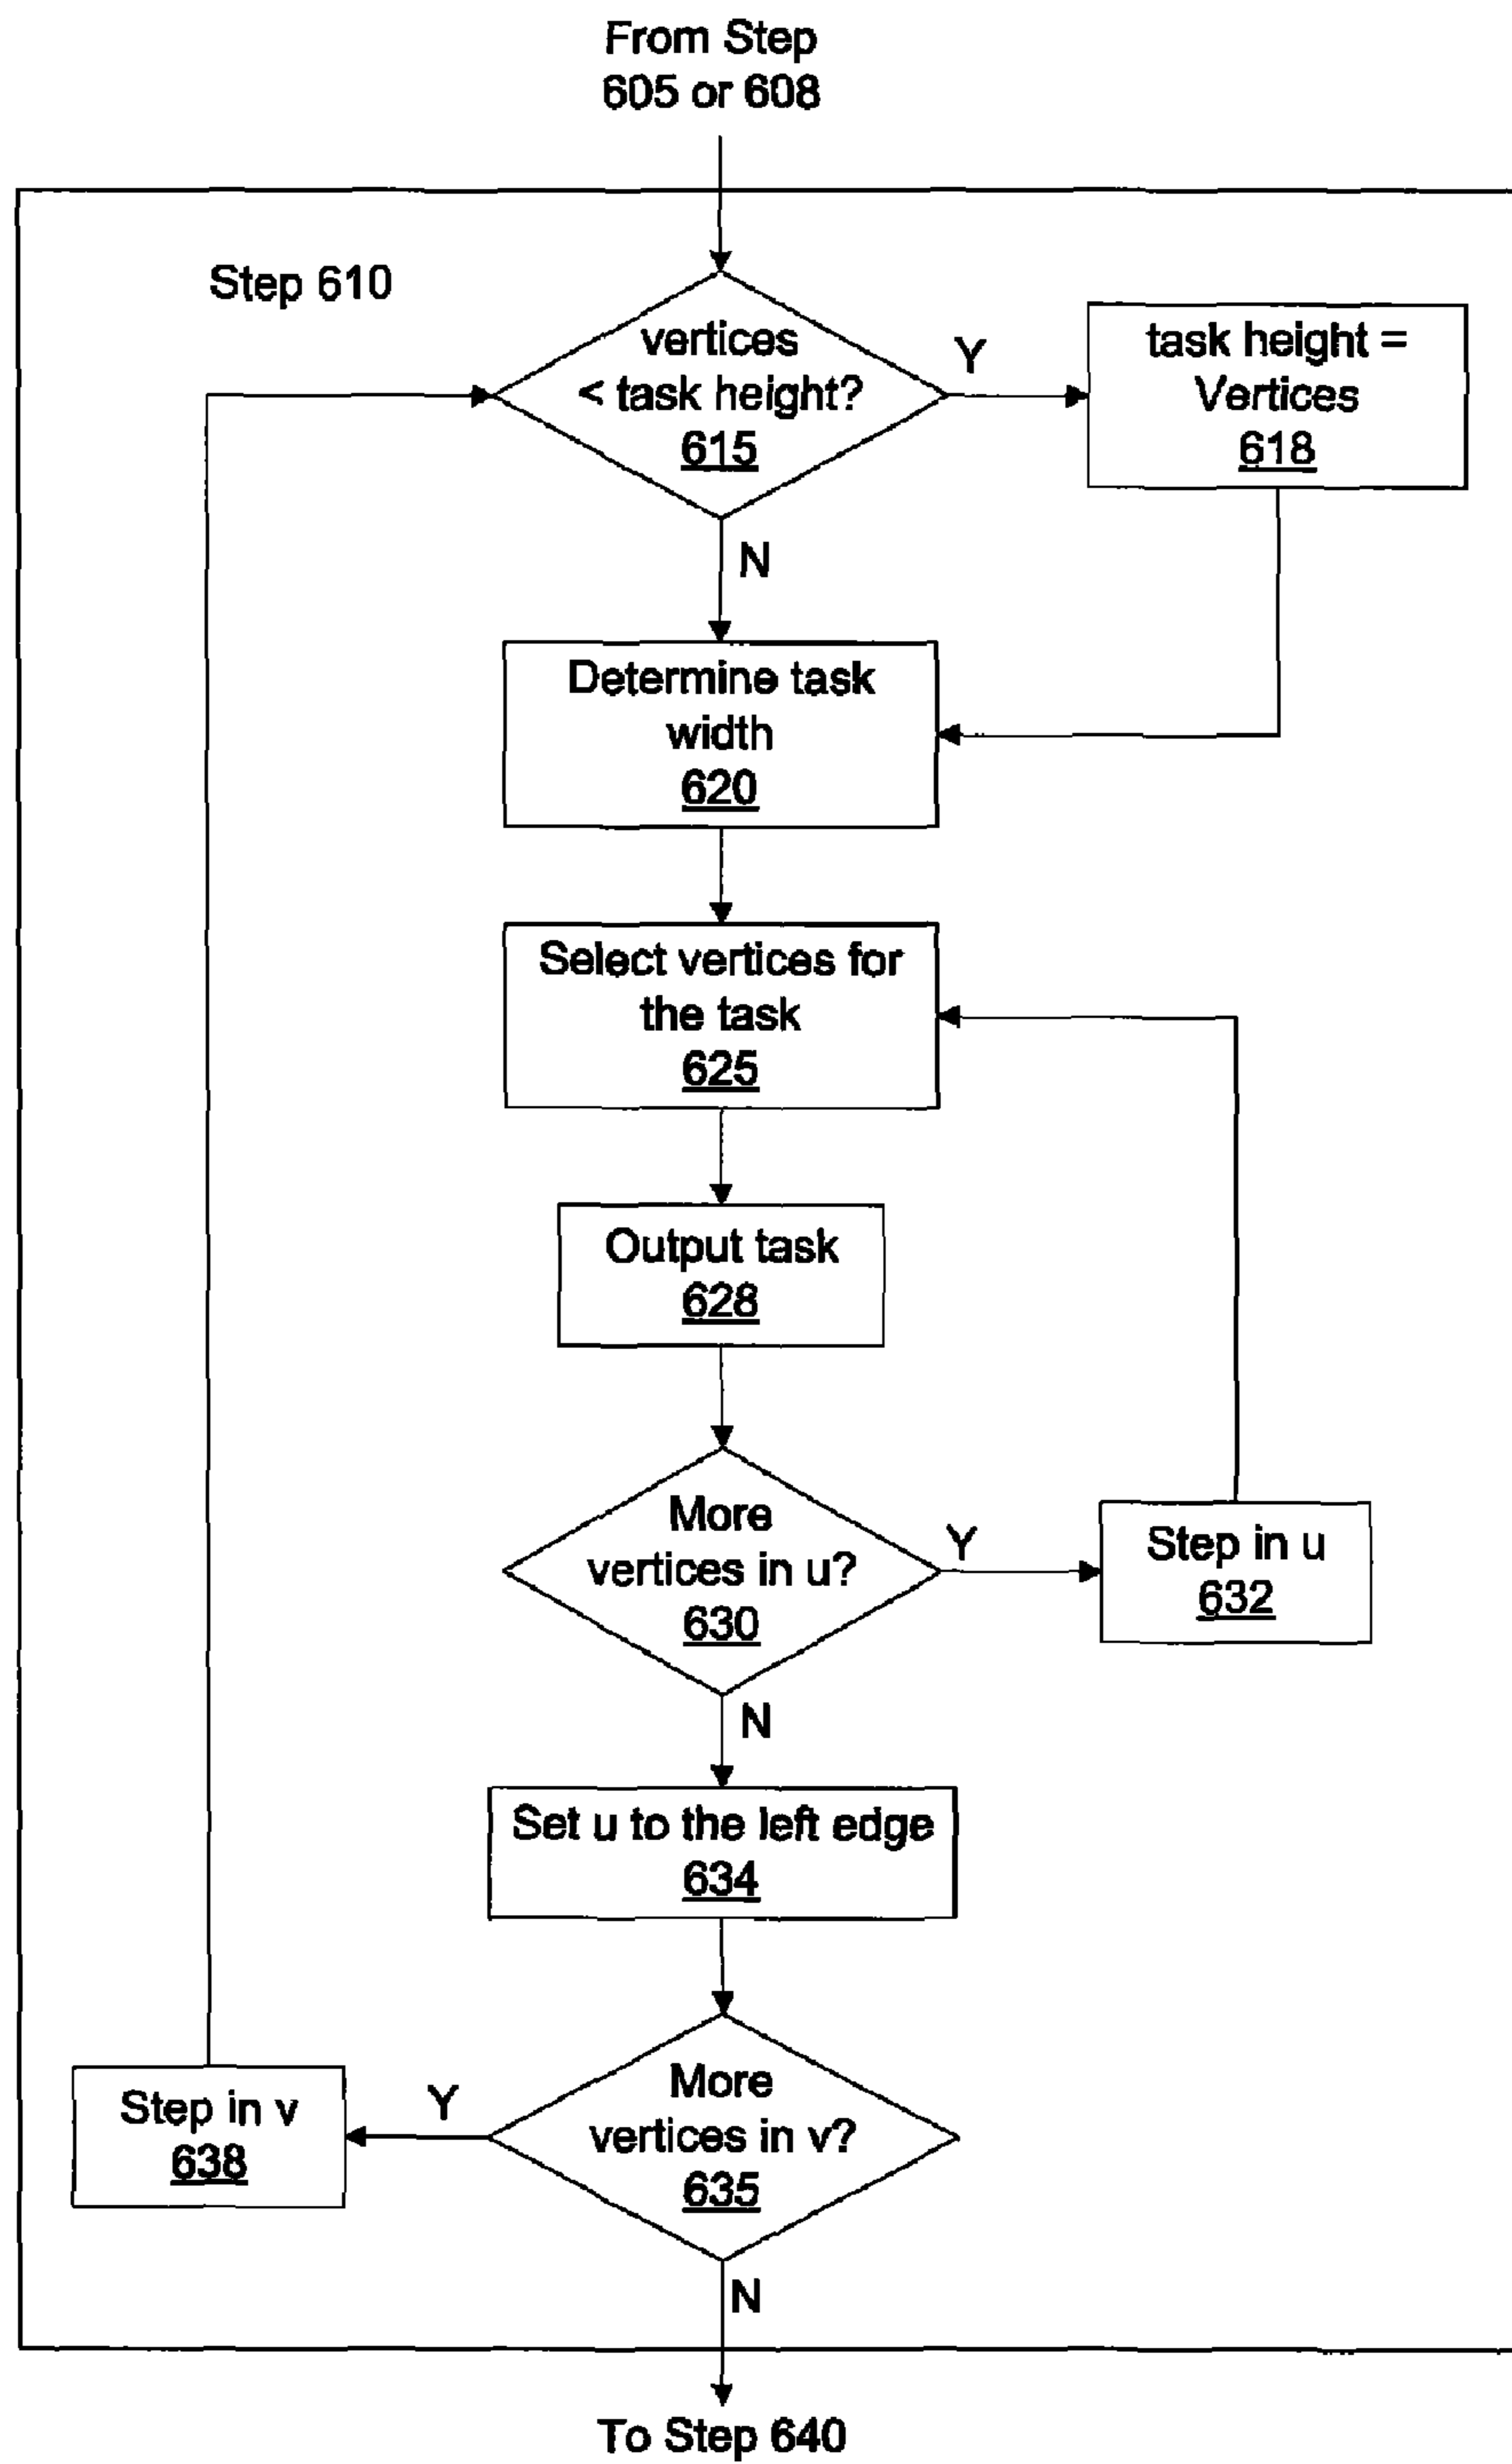 From Step
605 or 608
Step 610
vertices
< task height?
615
Y
task height =
Vertices
618
N
Determine task
width
620
Select vertices for
the task
625
Output task
628
More
vertices in u?
630
Y
Step in u
632
N
Set u to the left edge
634
More
vertices in v?
635
Y
Step in v
638
N
To Step 640